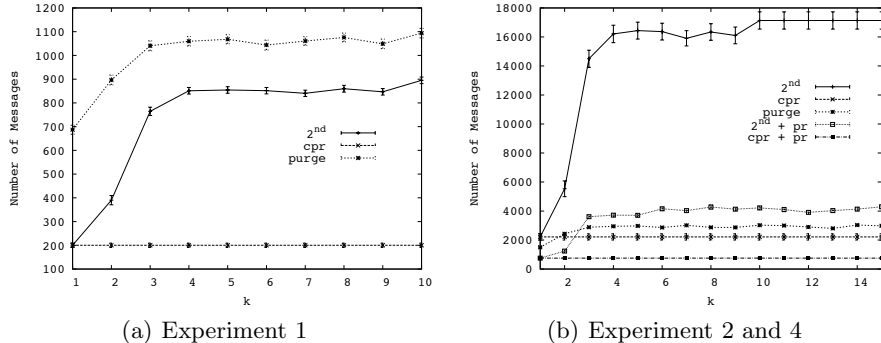 1200
1100
1000
900
800
700
600
500
400
300
200
100
1 2 3 4 5 6 7 8 9 10
Number of Messages
k
2nd
cpr
purge
(a) Experiment 1
18000
16000
14000
12000
10000
8000
6000
4000
2000
0
2 4 6 8 10 12 14
Number of Messages
k
2nd
cpr
purge
2nd + pr
cpr + pr
(b) Experiment 2 and 4